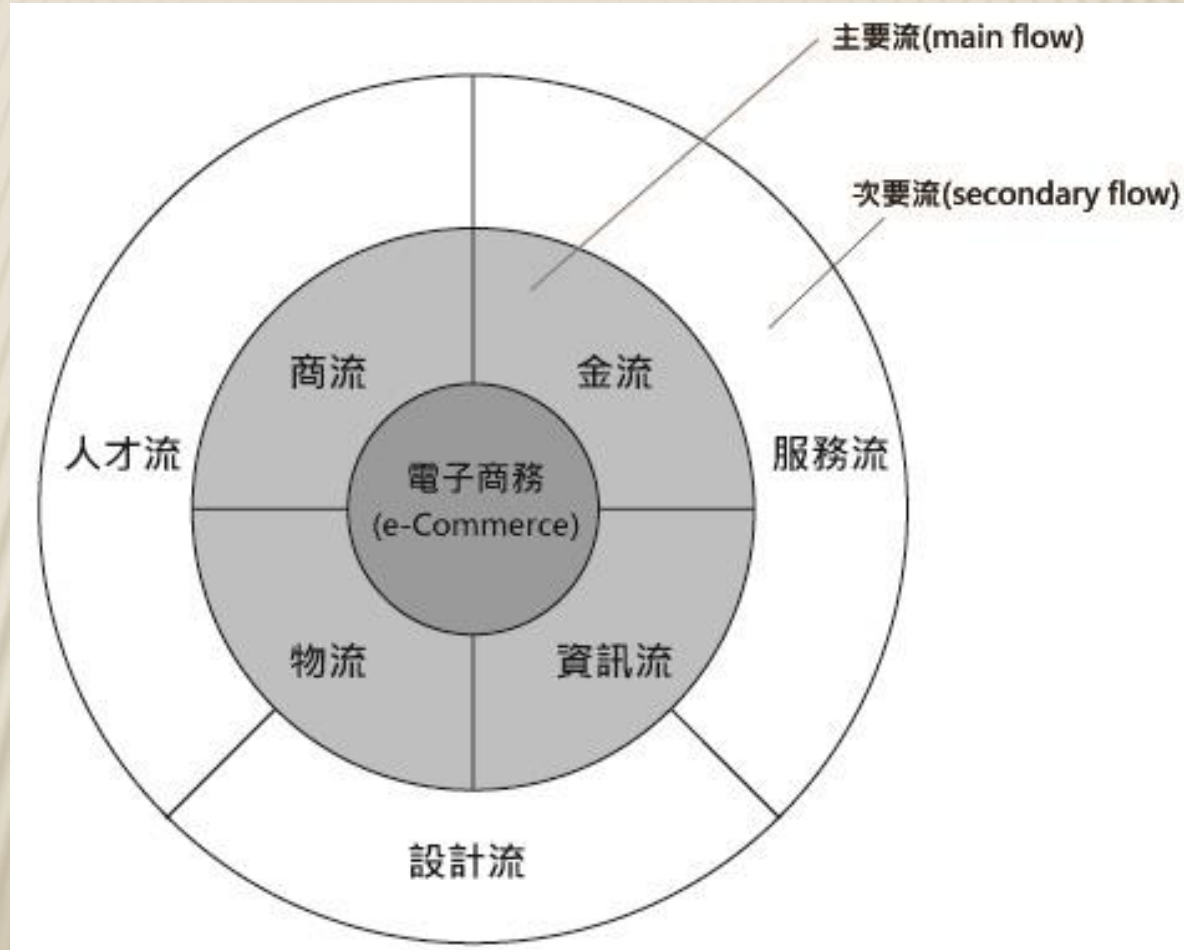 主要流(main flow)
次要流(secondary flow)
商流
金流
人才流
服務流
電子商務
(e-Commerce)
物流
資訊流
設計流